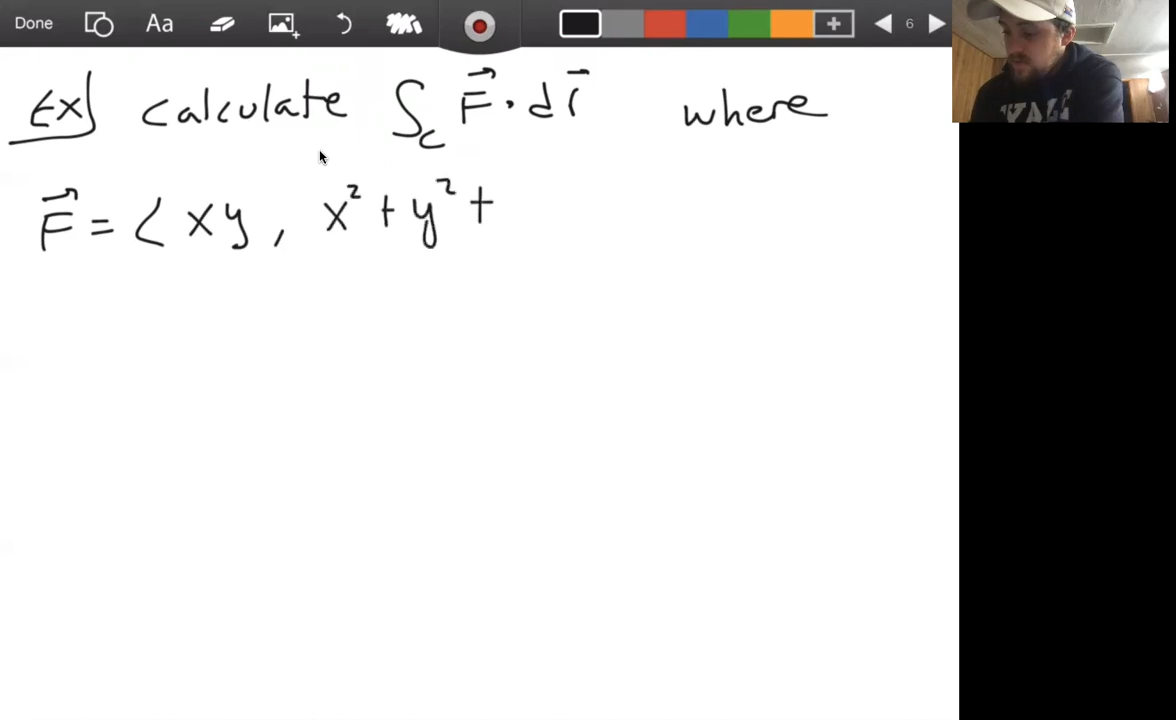 Done Aa 6
Ex) calculate ∫_C F⃗ · dr⃗ where
F⃗ = ⟨ xy, x² + y² +